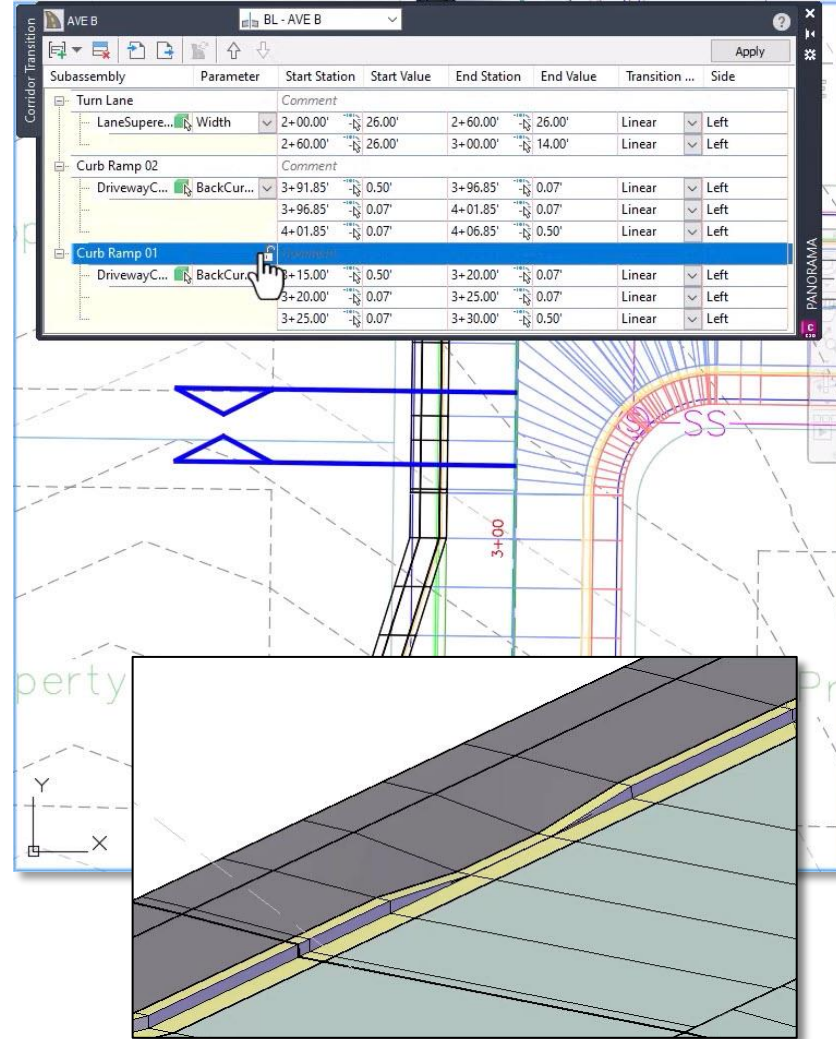 AVE B BL - AVE B
Apply
Corridor Transition
Subassembly Parameter Start Station Start Value End Station End Value Transition ... Side
Turn Lane Comment
LaneSupere... Width 2+00.00' 26.00' 2+60.00' 26.00' Linear Left
2+60.00' 26.00' 3+00.00' 14.00' Linear Left
Curb Ramp 02 Comment
DrivewayC... BackCur... 3+91.85' 0.50' 3+96.85' 0.07' Linear Left
3+96.85' 0.07' 4+01.85' 0.07' Linear Left
4+01.85' 0.07' 4+06.85' 0.50' Linear Left
Curb Ramp 01
DrivewayC... BackCur... 3+15.00' 0.50' 3+20.00' 0.07' Linear Left
3+20.00' 0.07' 3+25.00' 0.07' Linear Left
3+25.00' 0.07' 3+30.00' 0.50' Linear Left
PANORAMA
SS
3+00
perty
Pr
Y
X